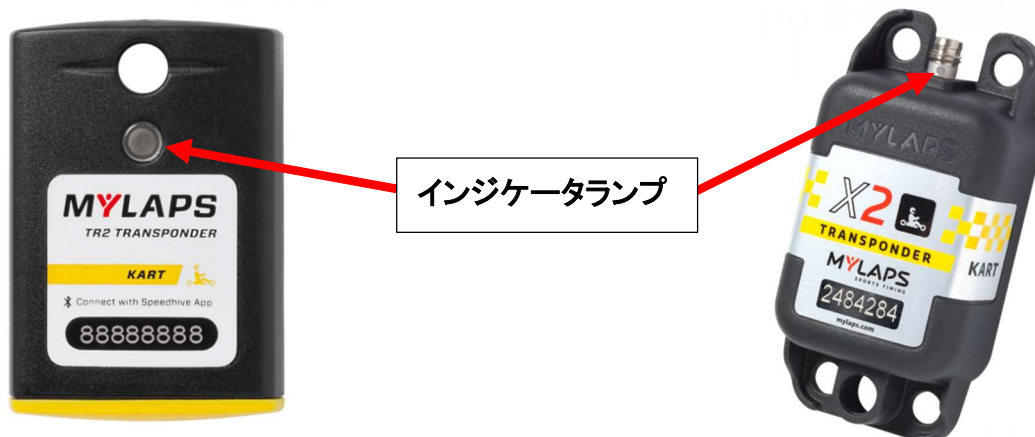 MYLAPS
TR2 TRANSPONDER
KART
Connect with Speedhive App
88888888
インジケータランプ
MYLAPS
X2
TRANSPONDER
KART
MYLAPS
SPORTS TIMING
2484284
mylaps.com